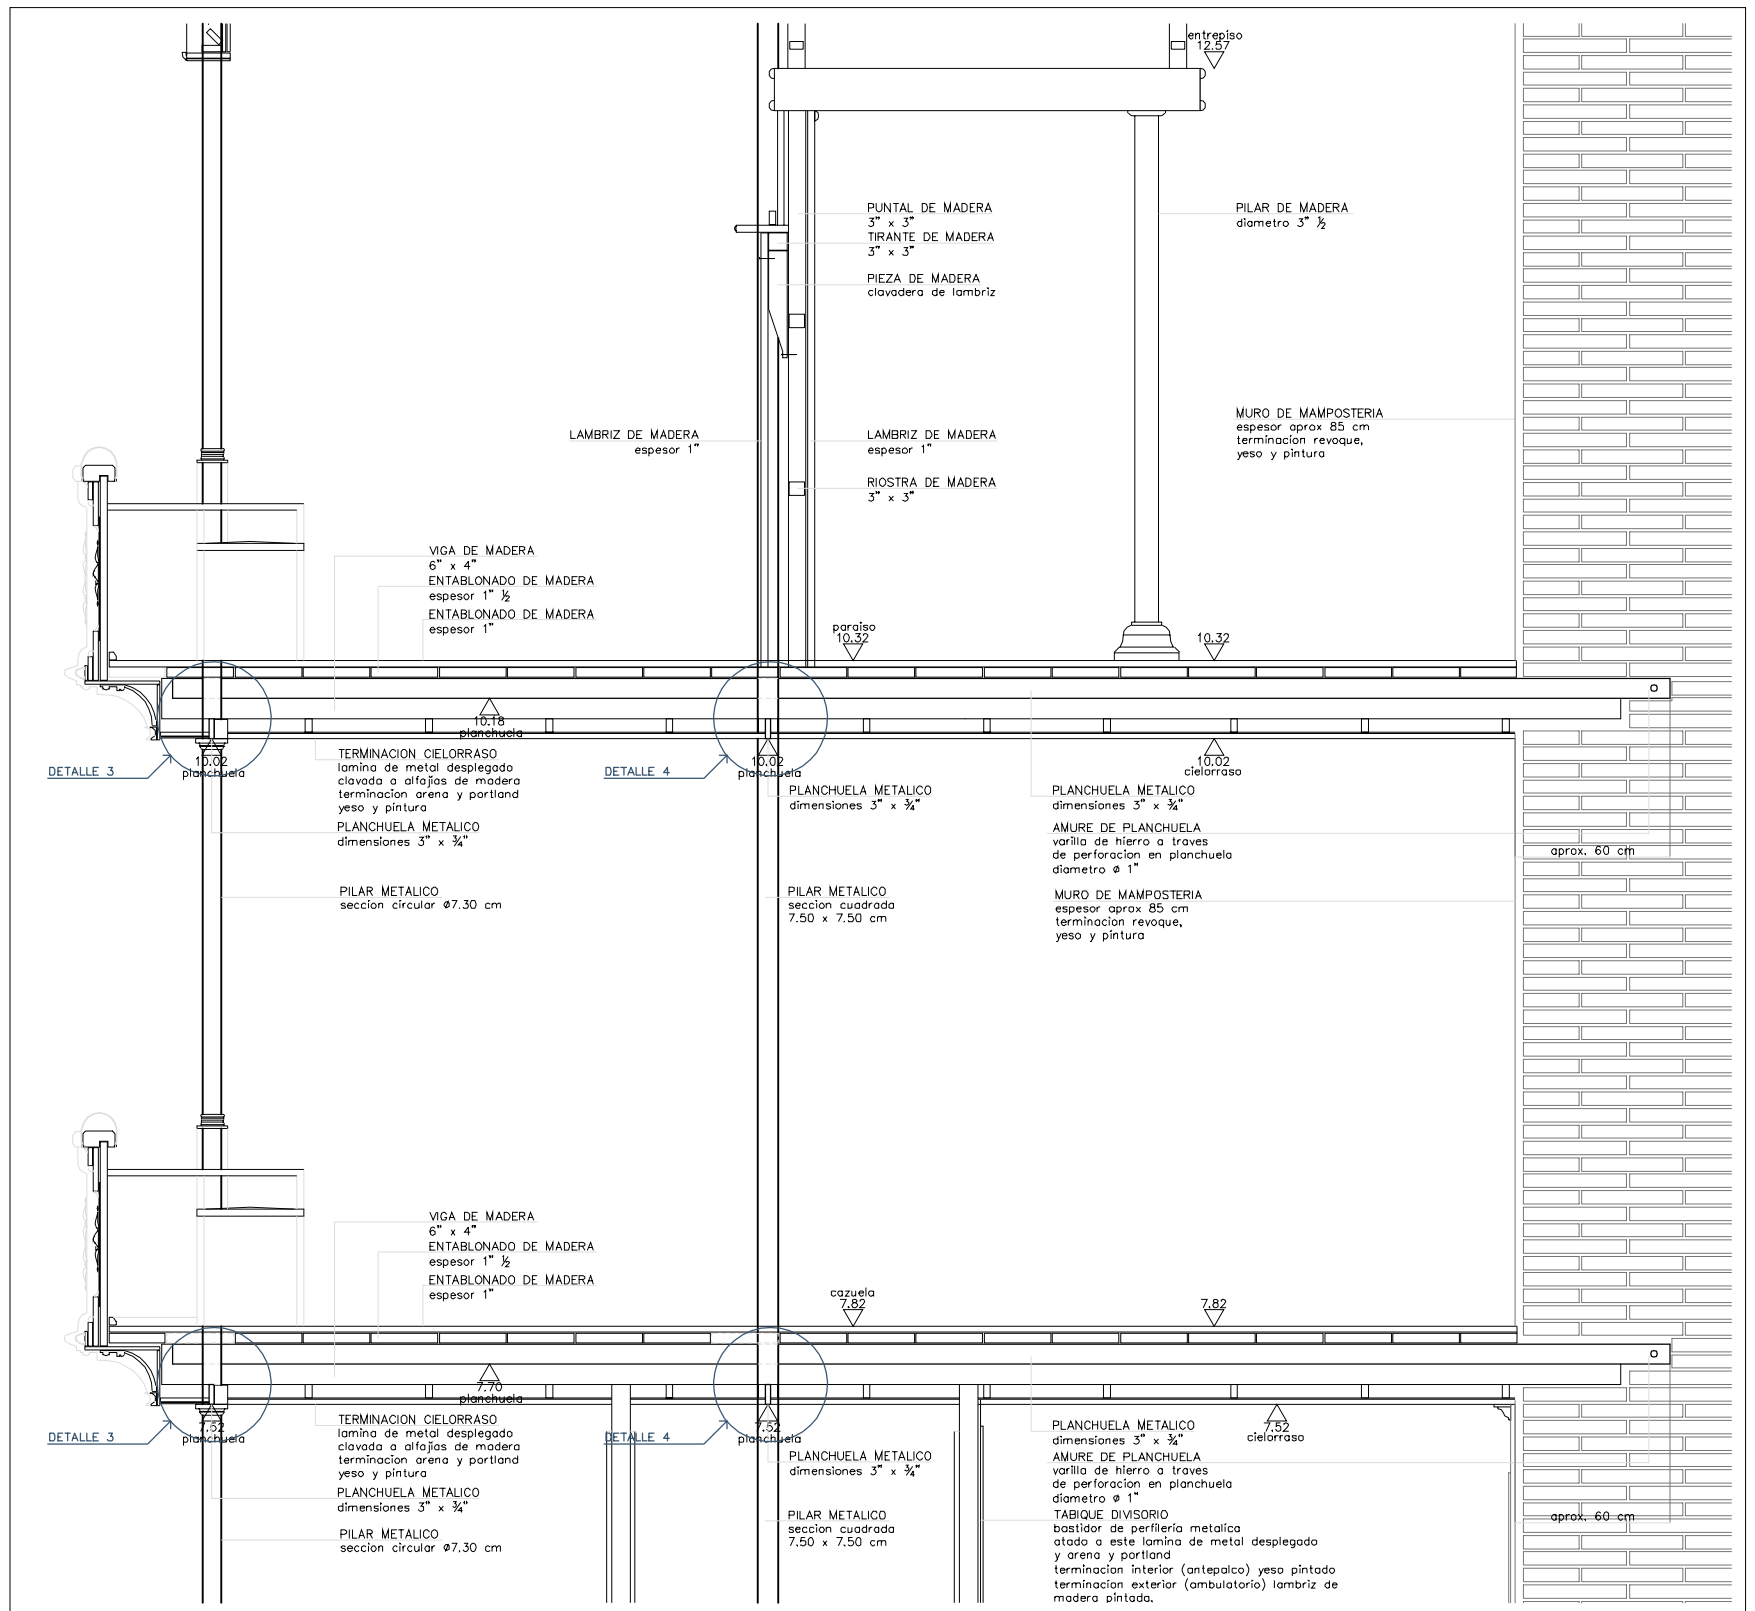 entrepiso
12.57
PUNTAL DE MADERA
3" x 3"
TIRANTE DE MADERA
3" x 3"
PIEZA DE MADERA
clavadera de lambriz
PILAR DE MADERA
diametro 3" ½
LAMBRIZ DE MADERA
espesor 1"
LAMBRIZ DE MADERA
espesor 1"
RIOSTRA DE MADERA
3" x 3"
MURO DE MAMPOSTERIA
espesor aprox 85 cm
terminacion revoque,
yeso y pintura
VIGA DE MADERA
6" x 4"
ENTABLONADO DE MADERA
espesor 1" ½
ENTABLONADO DE MADERA
espesor 1"
paraiso
10.32
10.32
10.18
planchuela
10.02
planchuela
10.02
planchuela
10.02
cielorraso
DETALLE 3
DETALLE 4
TERMINACION CIELORRASO
lamina de metal desplegado
clavada a alfajias de madera
terminacion arena y portland
yeso y pintura
PLANCHUELA METALICO
dimensiones 3" x ¾"
PLANCHUELA METALICO
dimensiones 3" x ¾"
PLANCHUELA METALICO
dimensiones 3" x ¾"
AMURE DE PLANCHUELA
varilla de hierro a traves
de perforacion en planchuela
diametro ø 1"
aprox. 60 cm
PILAR METALICO
seccion circular ø7.30 cm
PILAR METALICO
seccion cuadrada
7.50 x 7.50 cm
MURO DE MAMPOSTERIA
espesor aprox 85 cm
terminacion revoque,
yeso y pintura
VIGA DE MADERA
6" x 4"
ENTABLONADO DE MADERA
espesor 1" ½
ENTABLONADO DE MADERA
espesor 1"
cazuela
7.82
7.82
7.70
planchuela
7.52
planchuela
7.52
planchuela
7.52
cielorraso
DETALLE 3
DETALLE 4
TERMINACION CIELORRASO
lamina de metal desplegado
clavada a alfajias de madera
terminacion arena y portland
yeso y pintura
PLANCHUELA METALICO
dimensiones 3" x ¾"
PILAR METALICO
seccion circular ø7.30 cm
PLANCHUELA METALICO
dimensiones 3" x ¾"
PILAR METALICO
seccion cuadrada
7.50 x 7.50 cm
PLANCHUELA METALICO
dimensiones 3" x ¾"
AMURE DE PLANCHUELA
varilla de hierro a traves
de perforacion en planchuela
diametro ø 1"
TABIQUE DIVISORIO
bastidor de perfileria metalica
atado a este lamina de metal desplegado
y arena y portland
terminacion interior (antepalco) yeso pintado
terminacion exterior (ambulatorio) lambriz de
madera pintada.
aprox. 60 cm